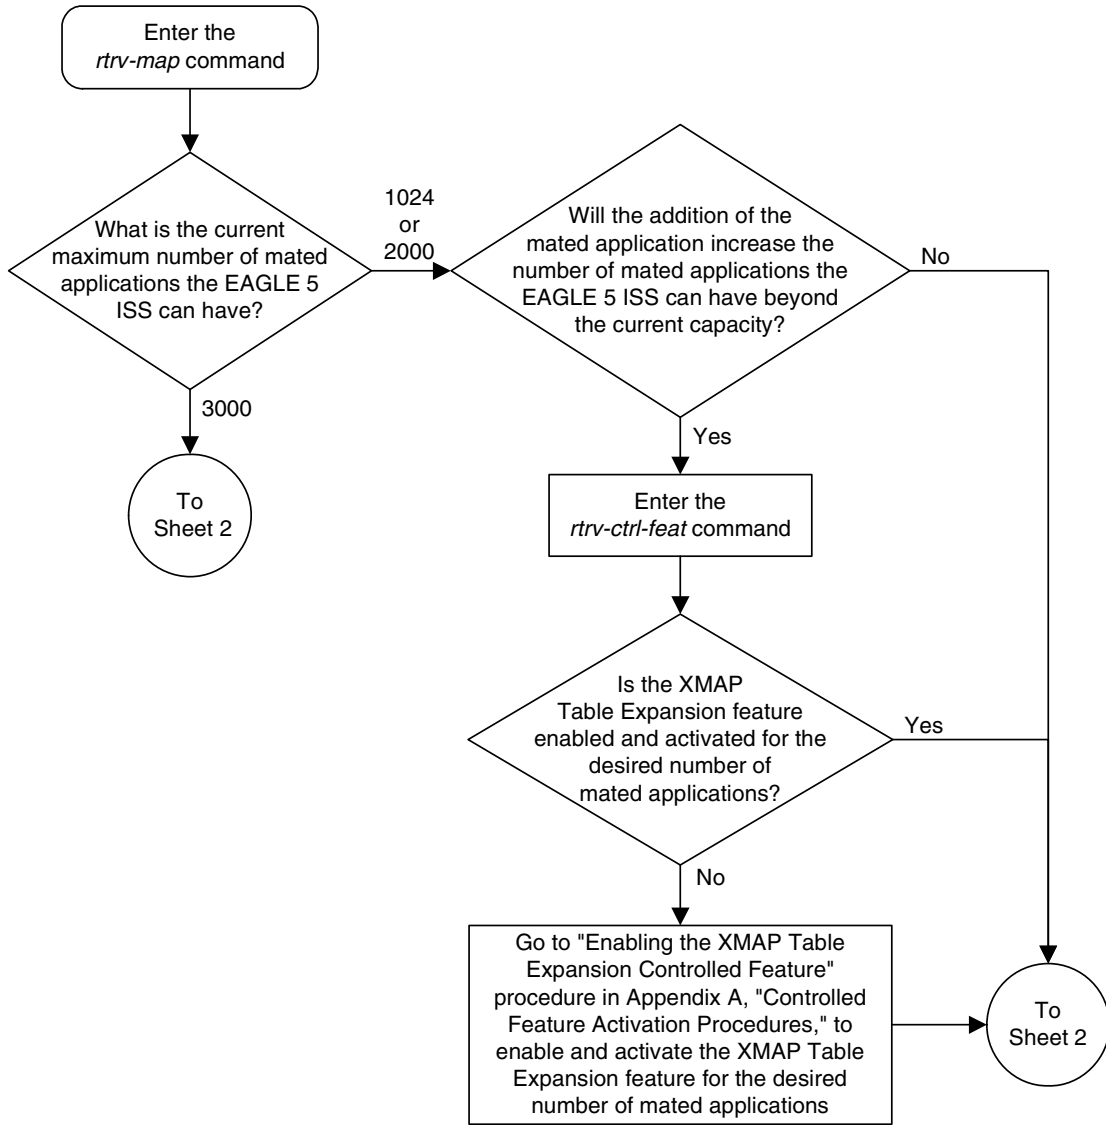 Enter the
rtrv-map command
What is the current
maximum number of mated
applications the EAGLE 5
ISS can have?
1024
or
2000
3000
To
Sheet 2
Will the addition of the
mated application increase the
number of mated applications the
EAGLE 5 ISS can have beyond
the current capacity?
No
Yes
Enter the
rtrv-ctrl-feat command
Is the XMAP
Table Expansion feature
enabled and activated for the
desired number of
mated applications?
Yes
No
Go to "Enabling the XMAP Table
Expansion Controlled Feature"
procedure in Appendix A, "Controlled
Feature Activation Procedures," to
enable and activate the XMAP Table
Expansion feature for the desired
number of mated applications
To
Sheet 2